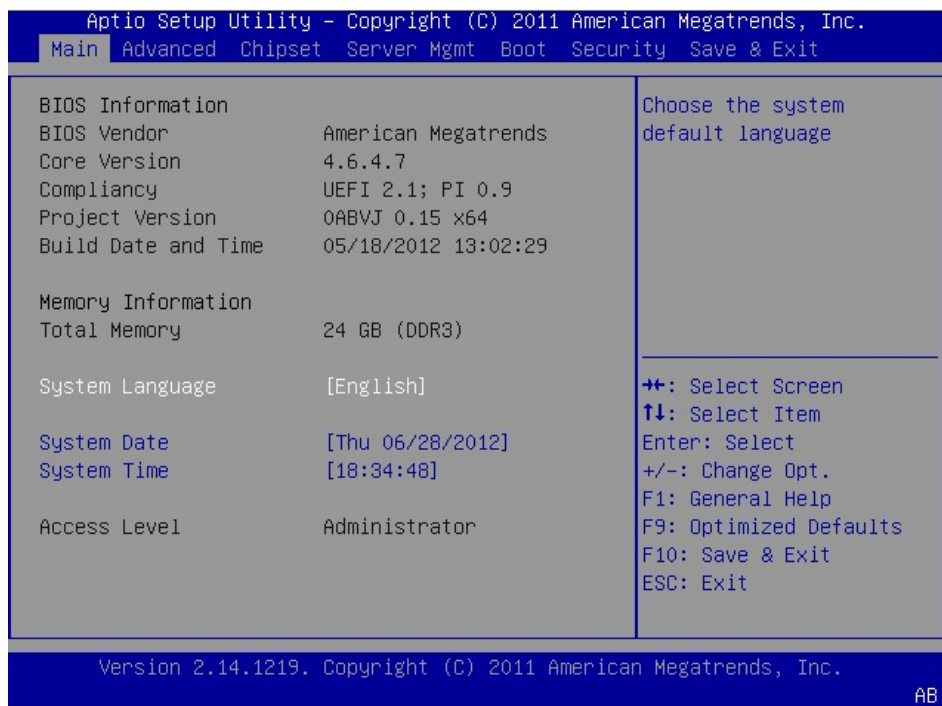 Aptio Setup Utility – Copyright (C) 2011 American Megatrends, Inc.
Main Advanced Chipset Server Mgmt Boot Security Save & Exit
BIOS Information
BIOS Vendor American Megatrends
Core Version 4.6.4.7
Compliancy UEFI 2.1; PI 0.9
Project Version 0ABVJ 0.15 x64
Build Date and Time 05/18/2012 13:02:29
Memory Information
Total Memory 24 GB (DDR3)
System Language [English]
System Date [Thu 06/28/2012]
System Time [18:34:48]
Access Level Administrator
Choose the system
default language
→←: Select Screen
↑↓: Select Item
Enter: Select
+/-: Change Opt.
F1: General Help
F9: Optimized Defaults
F10: Save & Exit
ESC: Exit
Version 2.14.1219. Copyright (C) 2011 American Megatrends, Inc.
AB